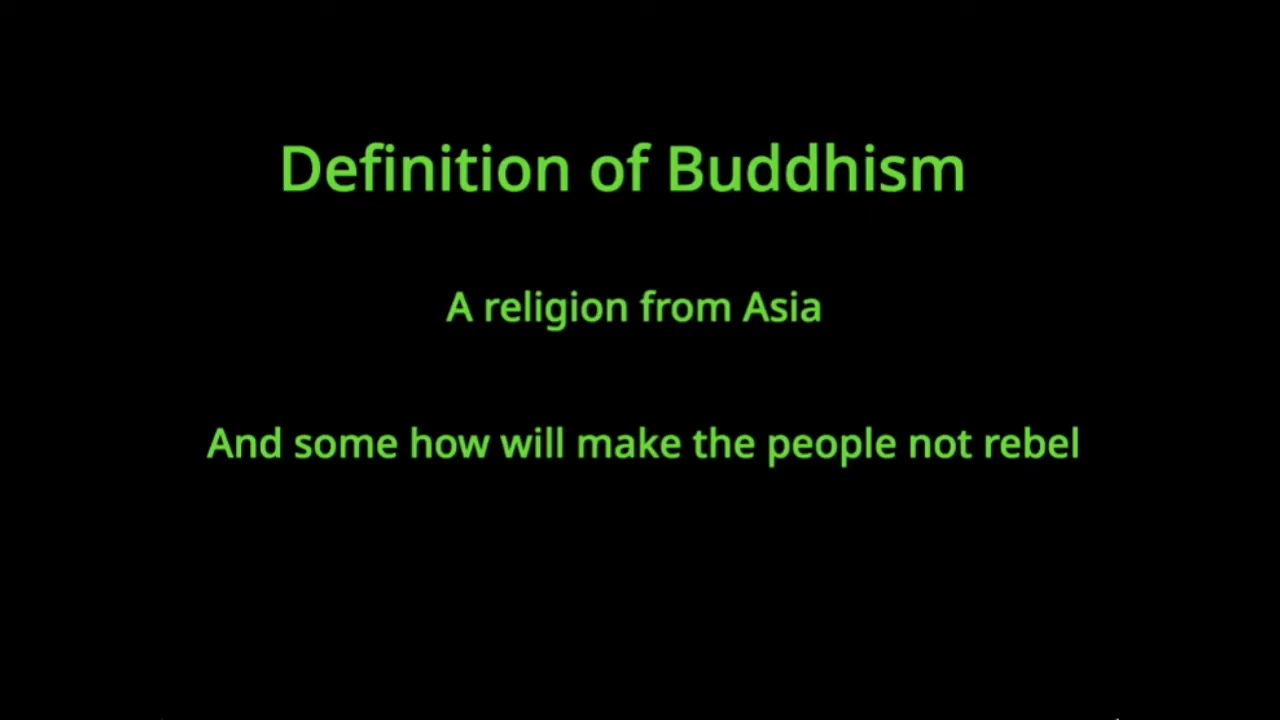 Definition of Buddhism
A religion from Asia
And some how will make the people not rebel